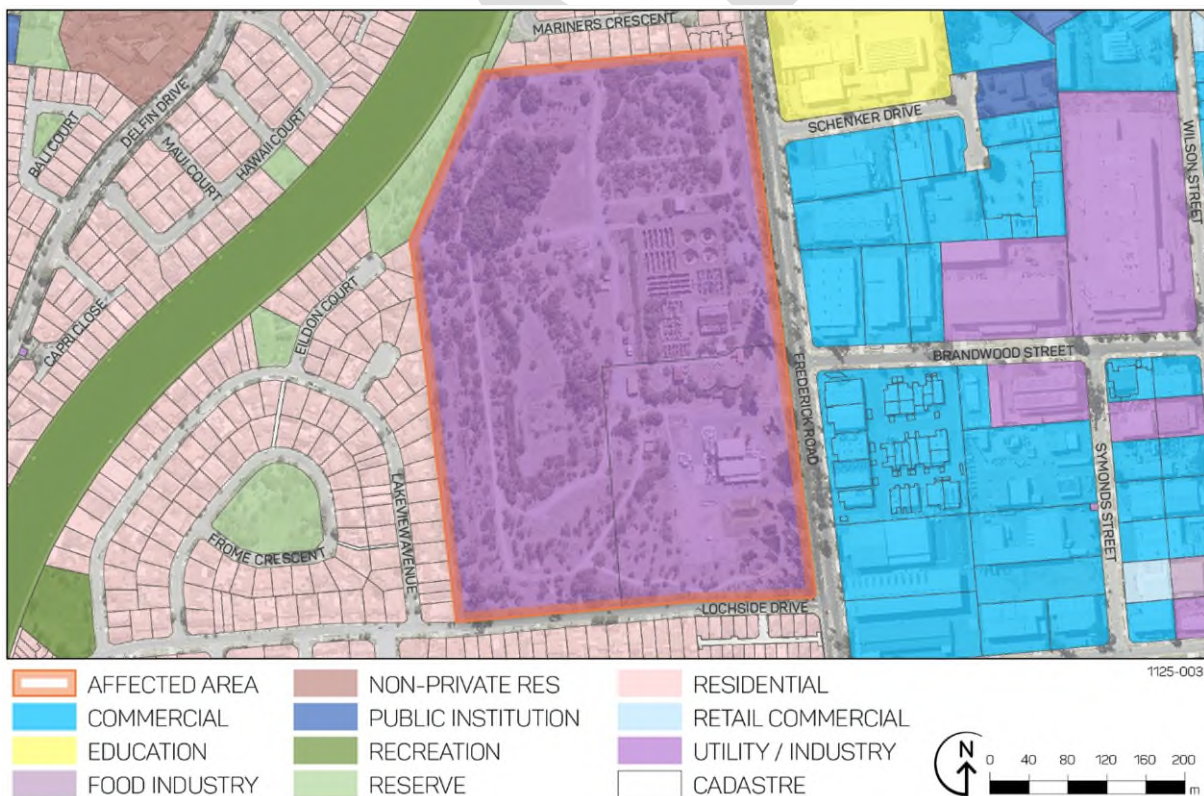 MARINERS CRESCENT
DELFIN DRIVE
BALI COURT
MAUI COURT
HAWAII COURT
SCHENKER DRIVE
WILSON STREET
CAPRI CLOSE
EILDON COURT
BRANDWOOD STREET
FREDERICK ROAD
LAKEVIEW AVENUE
SYMONDS STREET
FROME CRESCENT
LOCHSIDE DRIVE
1125-003
AFFECTED AREA
NON-PRIVATE RES
RESIDENTIAL
COMMERCIAL
PUBLIC INSTITUTION
RETAIL COMMERCIAL
EDUCATION
RECREATION
UTILITY / INDUSTRY
FOOD INDUSTRY
RESERVE
CADASTRE
N
0 40 80 120 160 200
m